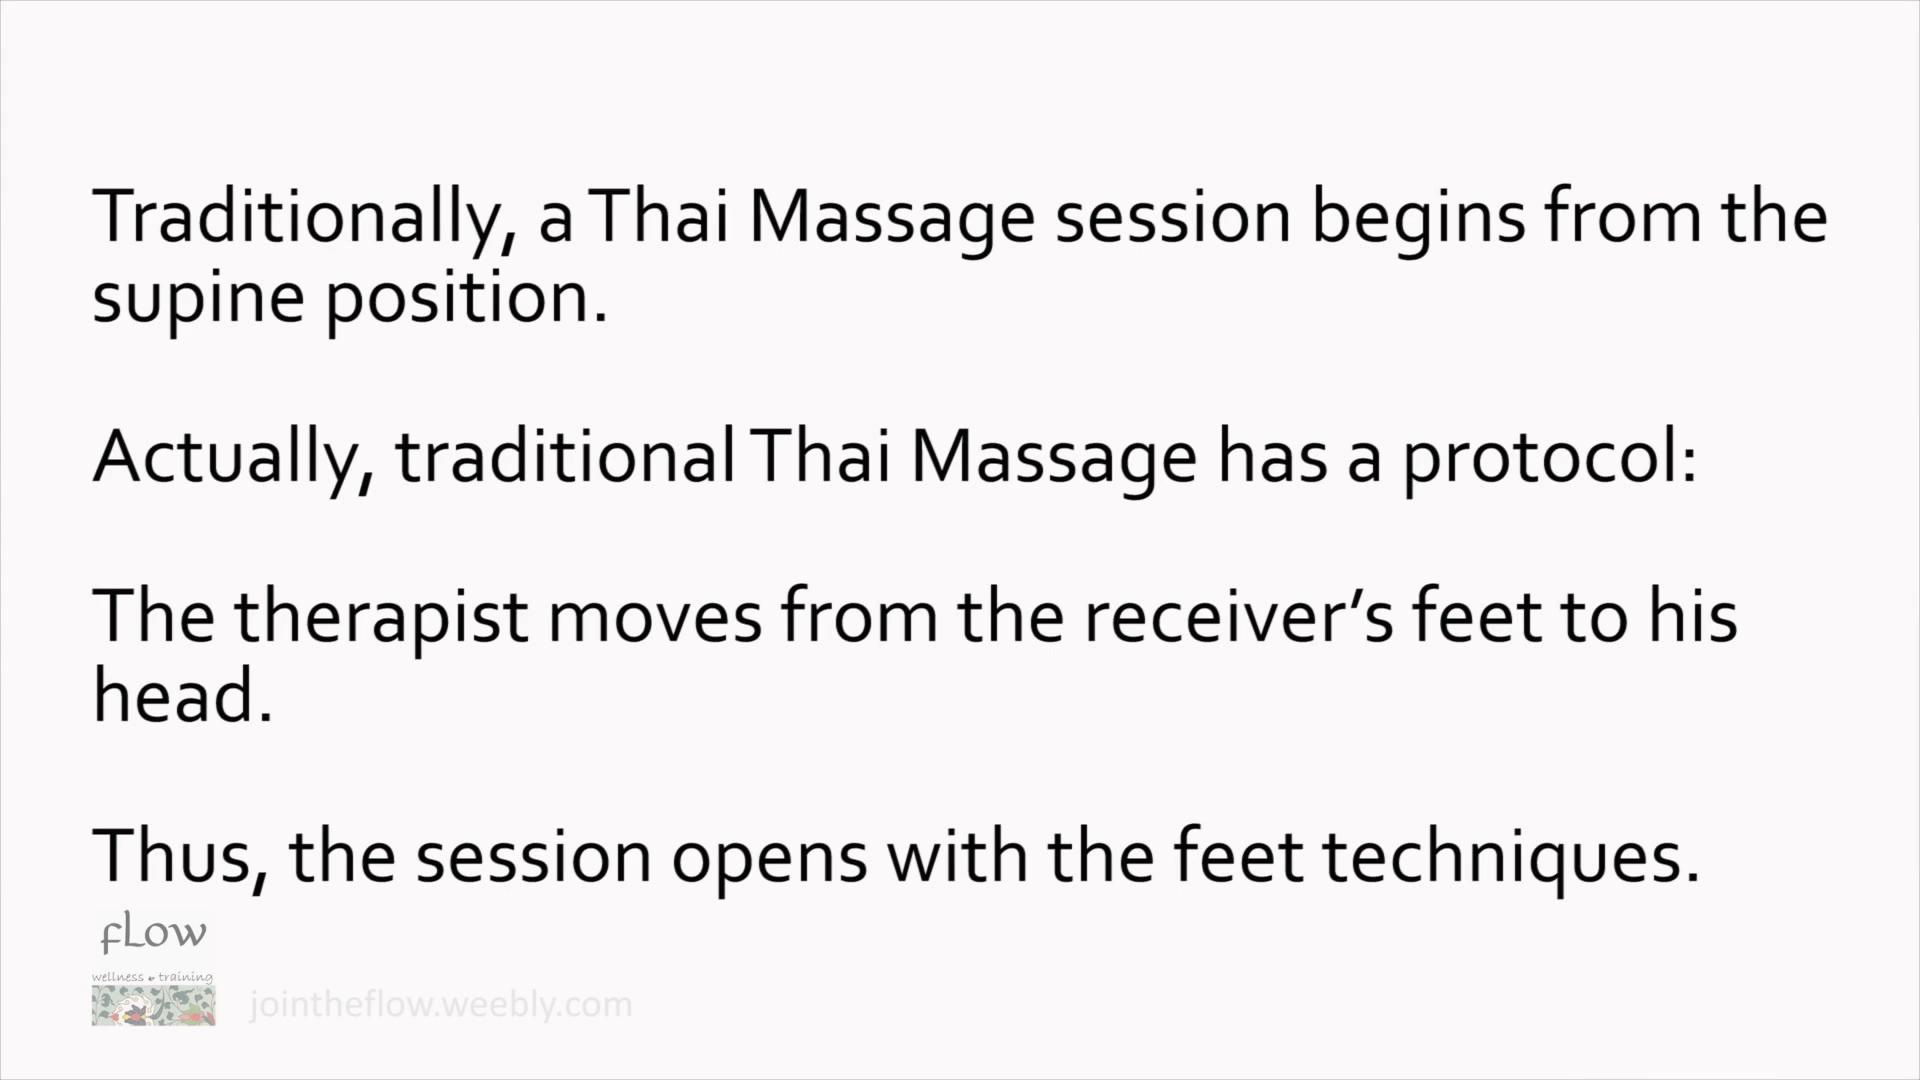 Traditionally, a Thai Massage session begins from the
supine position.
Actually, traditional Thai Massage has a protocol:
The therapist moves from the receiver’s feet to his
head.
Thus, the session opens with the feet techniques.
fLow
wellness & training
jointheflow.weebly.com